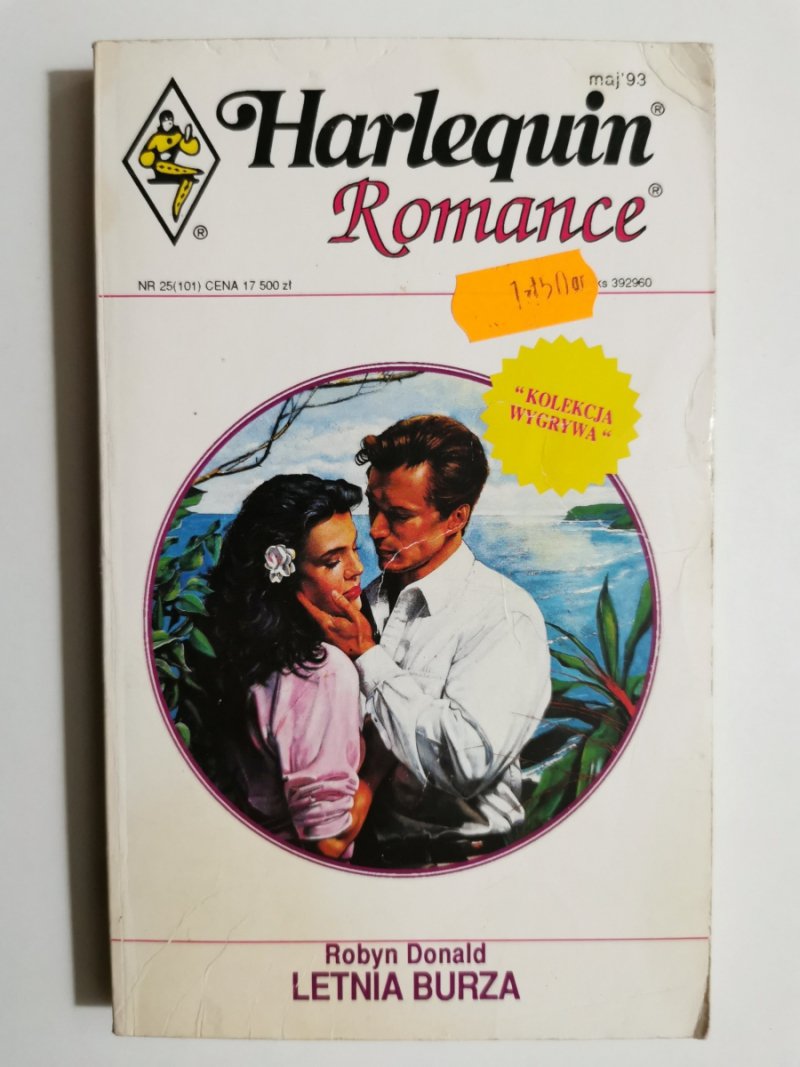 maj'93
Harlequin®
Romance®
®
NR 25(101) CENA 17 500 zł
ks 392960
"KOLEKCJA
WYGRYWA"
Robyn Donald
LETNIA BURZA